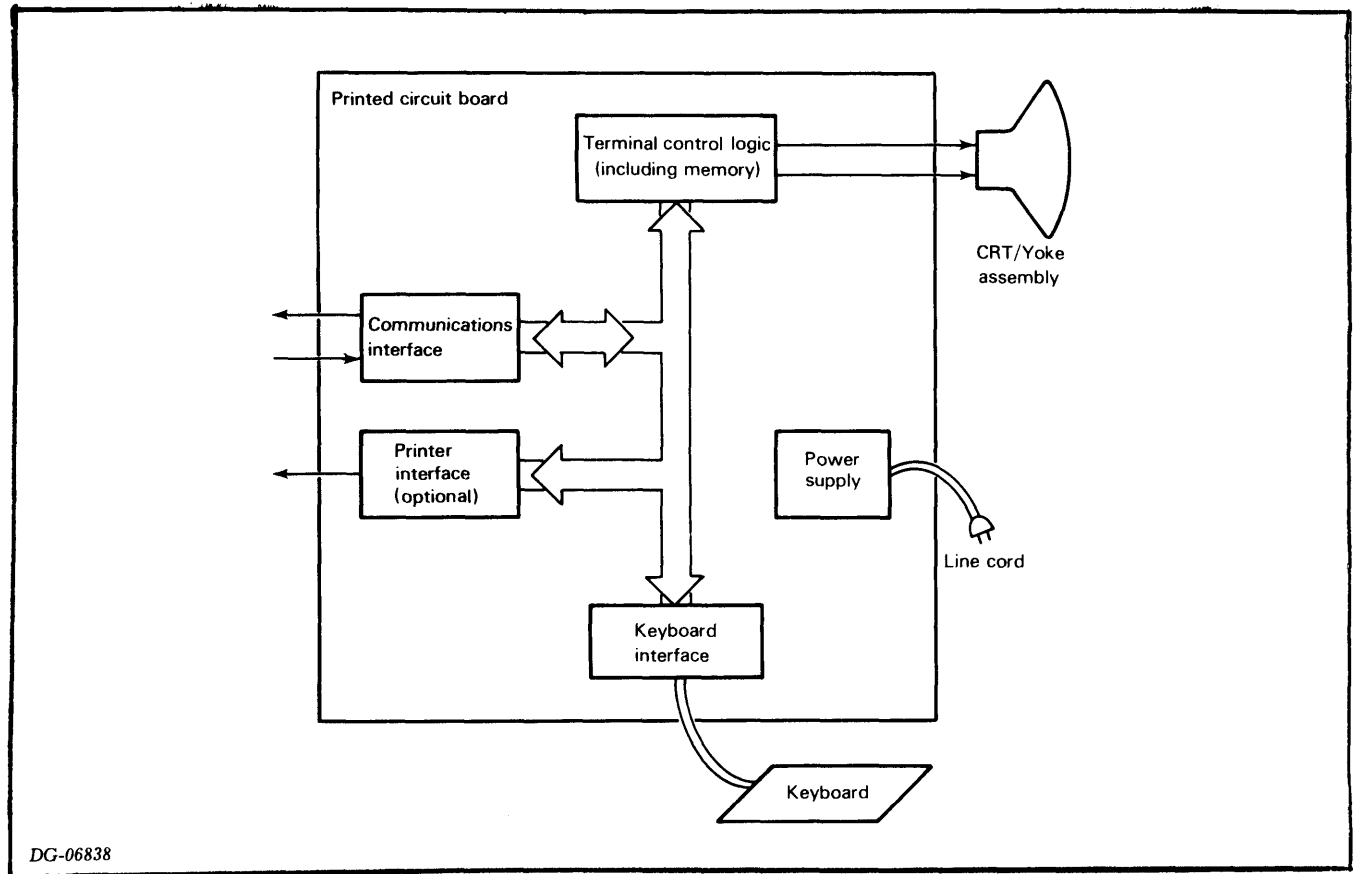 Printed circuit board
Terminal control logic
(including memory)
CRT/Yoke
assembly
Communications
interface
Printer
interface
(optional)
Power
supply
Line cord
Keyboard
interface
Keyboard
DG-06838